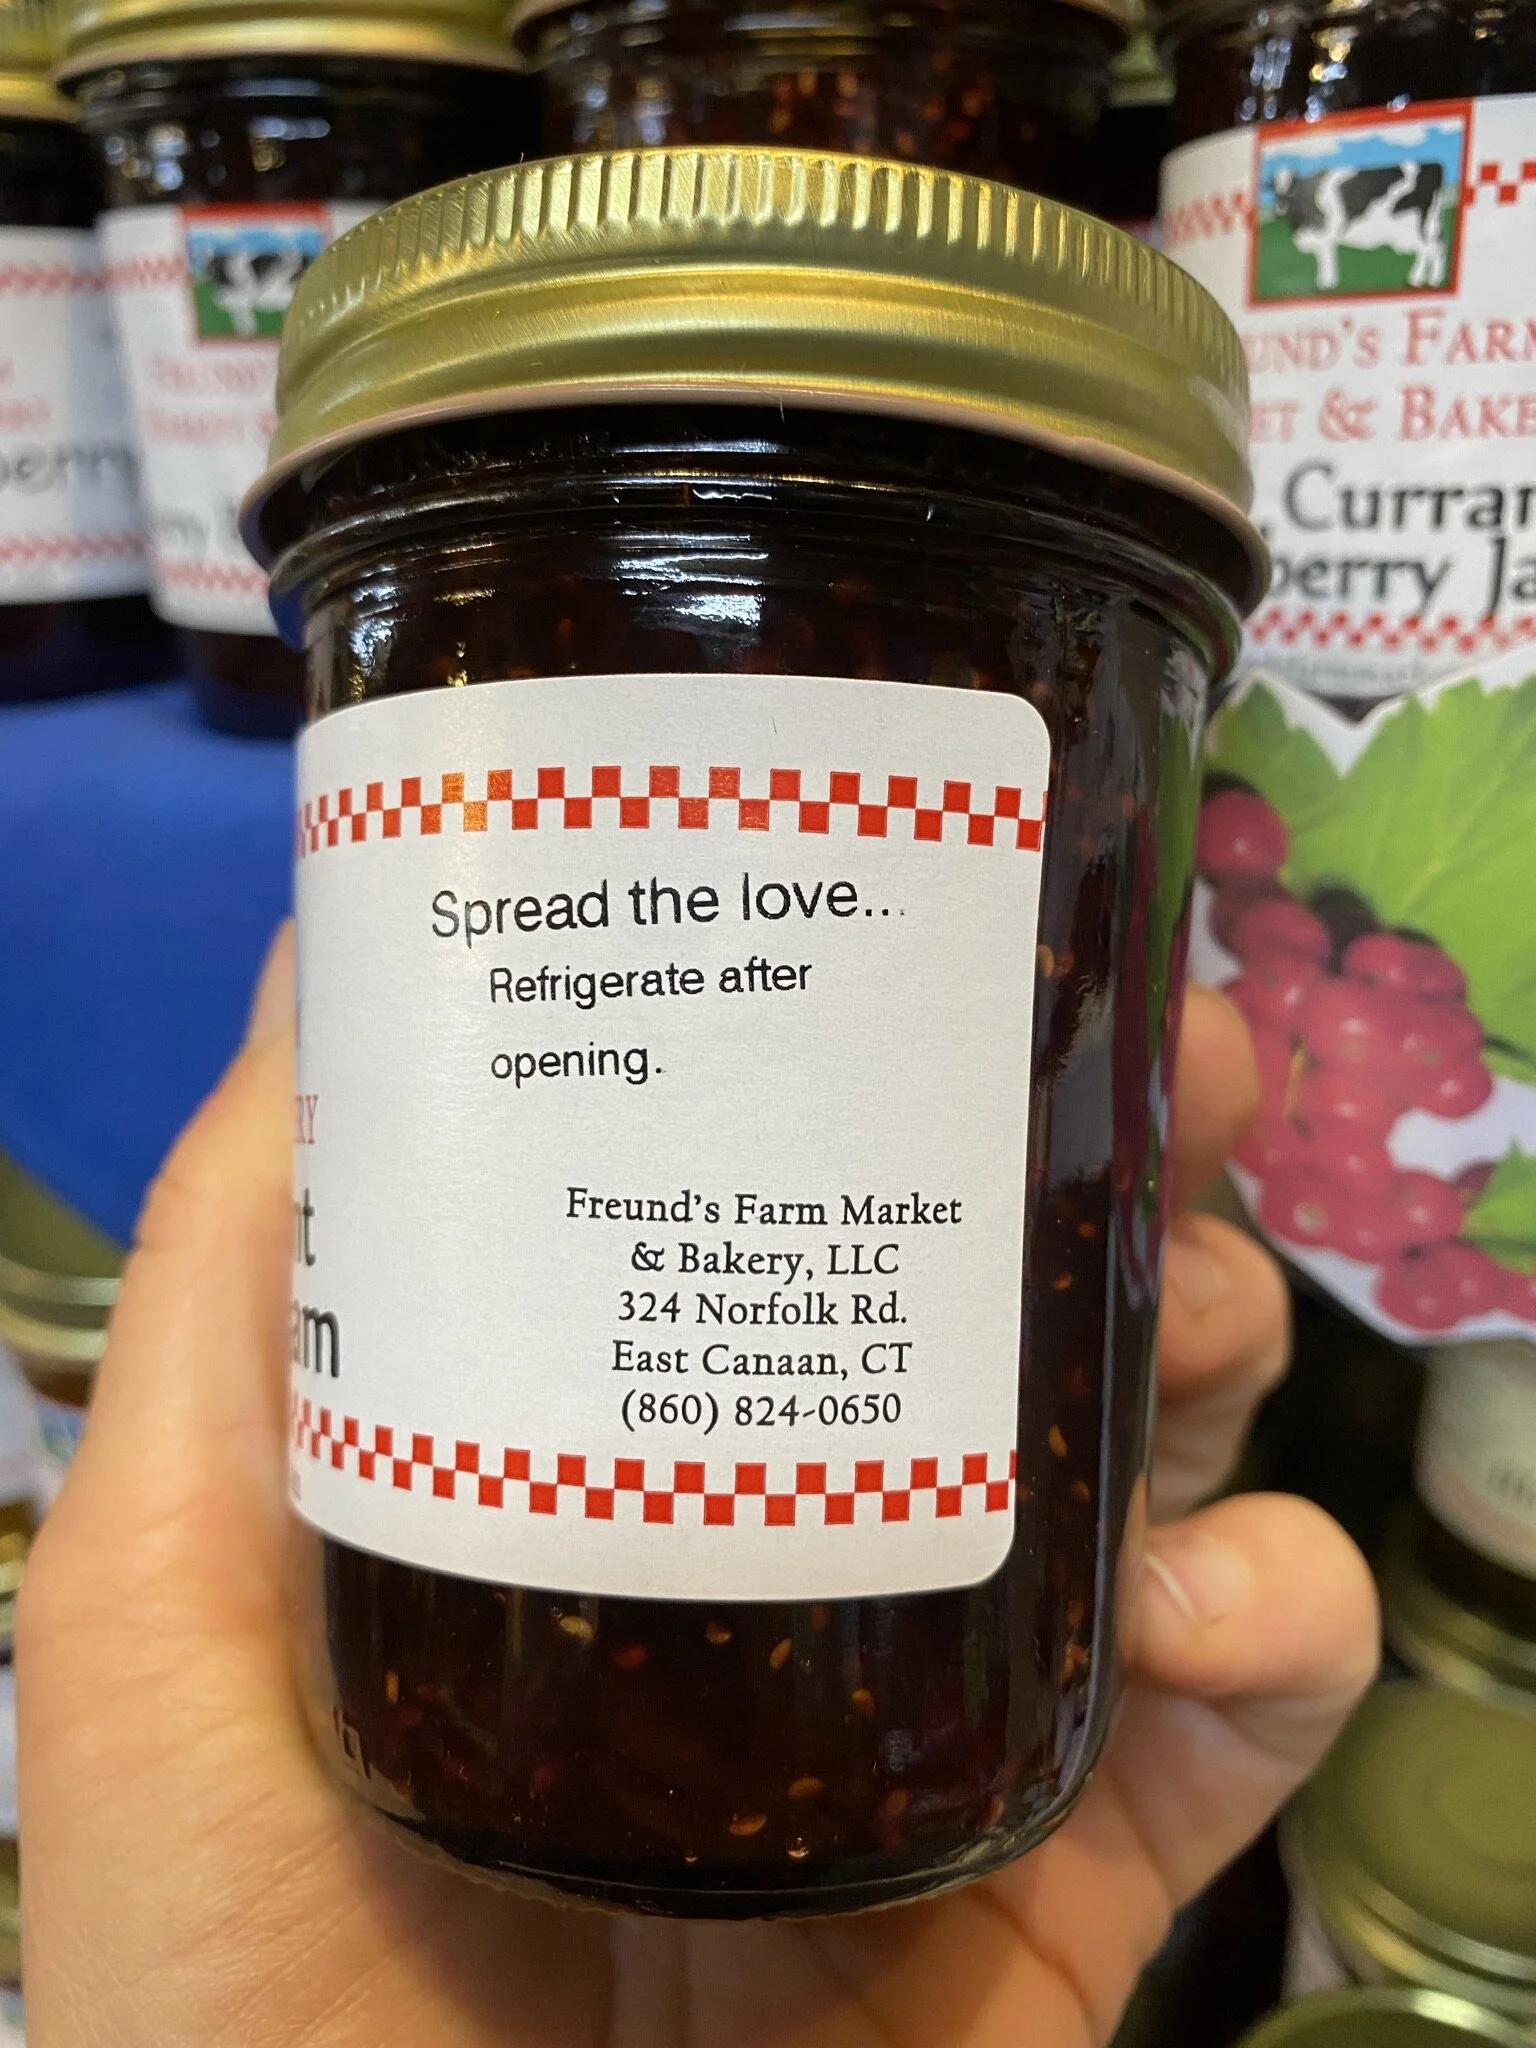 Spread the love...
Refrigerate after
opening.
Freund's Farm Market
& Bakery, LLC
324 Norfolk Rd.
East Canaan, CT
(860) 824-0650